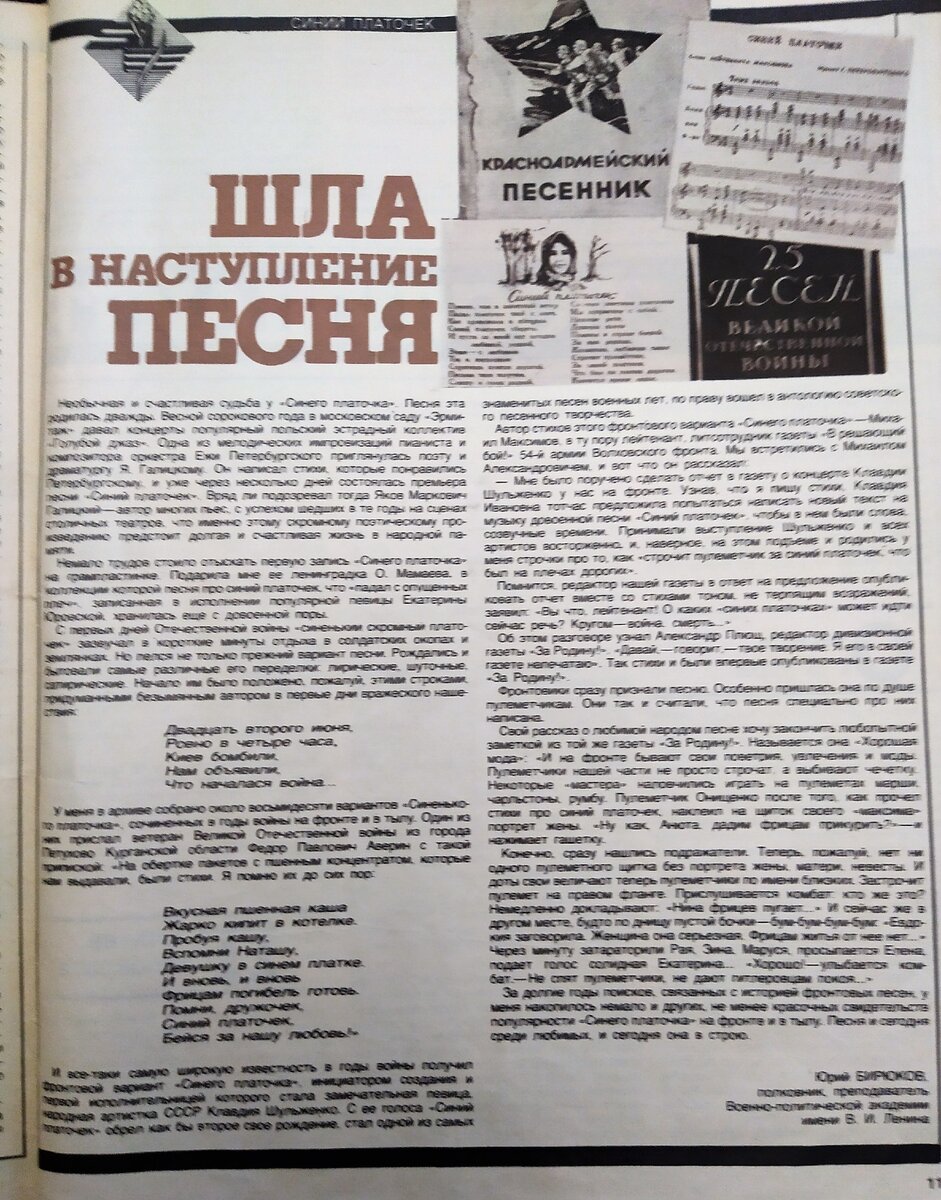 СИНИЙ ПЛАТОЧЕК
КРАСНОАРМЕЙСКИЙ
ПЕСЕННИК
СИНИЙ ПЛАТОЧЕК
Синий платочек
25
ПЕСЕН
ВЕЛИКОЙ
ОТЕЧЕСТВЕННОЙ
ВОЙНЫ
ШЛА
В НАСТУПЛЕНИЕ
ПЕСНЯ
Необычная и счастливая судьба у «Синего платочка». Песня эта
родилась дважды. Весной сорокового года в московском саду «Эрми-
таж» давал концерты популярный польский эстрадный коллектив
«Голубой джаз». Одна из мелодических импровизаций пианиста и
композитора оркестра Ежи Петербургского приглянулась поэту и
драматургу Я. Галицкому. Он написал стихи, которые понравились
Петербургскому, и уже через несколько дней состоялась премьера
песни «Синий платочек». Вряд ли подозревал тогда Яков Маркович
Галицкий — автор многих пьес, с успехом шедших в те годы на сценах
столичных театров, что именно этому скромному поэтическому про-
изведению предстоит долгая и счастливая жизнь в народной па-
мяти.
Немало трудов стоило отыскать первую запись «Синего платочка»
на грампластинке. Подарила мне ее ленинградка О. Мамаева, в
коллекции которой песня про синий платочек, что «падал с опущенных
плеч», записанная в исполнении популярной певицы Екатерины
Юровской, хранилась еще с довоенной поры.
С первых дней Отечественной войны «синенький скромный плато-
чек» зазвучал в короткие минуты отдыха в солдатских окопах и
землянках. Но пелся не только прежний вариант песни. Рождались и
бытовали самые различные его переделки: лирические, шуточные,
сатирические. Начало им было положено, пожалуй, этими строками,
придуманными безымянным автором в первые дни вражеского наше-
ствия:
Двадцать второго июня,
Ровно в четыре часа,
Киев бомбили,
Нам объявили,
Что началася война...
У меня в архиве собрано около восьмидесяти вариантов «Синенько-
го платочка», сочиненных в годы войны на фронте и в тылу. Один из
них прислал ветеран Великой Отечественной войны из города
Петухово Курганской области Федор Павлович Аверин с такой
припиской: «На обертке пакетов с пшенным концентратом, которые
нам выдавали, были стихи. Я помню их до сих пор:
Вкусная пшенная каша
Жарко кипит в котелке.
Пробуя кашу,
Вспомни Наташу,
Девушку в синем платке.
И вновь, и вновь
Фрицам погибель готовь.
Помни, дружочек,
Синий платочек,
Бейся за нашу любовь!»
И все-таки самую широкую известность в годы войны получил
фронтовой вариант «Синего платочка», инициатором создания и
первой исполнительницей которого стала замечательная певица,
народная артистка СССР Клавдия Шульженко. С ее голоса «Синий
платочек» обрел как бы второе свое рождение, стал одной из самых
знаменитых песен военных лет, по праву вошел в антологию советско-
го песенного творчества.
Автор стихов этого фронтового варианта «Синего платочка» — Миха-
ил Максимов, в ту пору лейтенант, литсотрудник газеты «В решающий
бой!» 54-й армии Волховского фронта. Мы встретились с Михаилом
Александровичем, и вот что он рассказал:
— Мне было поручено сделать отчет в газету о концерте Клавдии
Шульженко у нас на фронте. Узнав, что я пишу стихи, Клавдия
Ивановна тотчас предложила попытаться написать новый текст на
музыку довоенной песни «Синий платочек», чтобы в нем были слова,
созвучные времени. Принимали выступление Шульженко и всех
артистов восторженно, и, наверное, на этом подъеме и родились у
меня строчки про то, как «строчит пулеметчик за синий платочек, что
был на плечах дорогих».
Помнится, редактор нашей газеты в ответ на предложение опубли-
ковать отчет вместе со стихами тоном, не терпящим возражений,
заявил: «Вы что, лейтенант! О каких «синих платочках» может идти
сейчас речь? Кругом — война, смерть...»
Об этом разговоре узнал Александр Плющ, редактор дивизионной
газеты «За Родину!». «Давай,— говорит,— твое творение. Я его в своей
газете напечатаю». Так стихи и были впервые опубликованы в газете
«За Родину!».
Фронтовики сразу признали песню. Особенно пришлась она по душе
пулеметчикам. Они так и считали, что песня специально про них
написана.
Свой рассказ о любимой народом песне хочу закончить любопытной
заметкой из той же газеты «За Родину!». Называется она «Хорошая
мода»: «И на фронте бывают свои поветрия, увлечения и моды.
Пулеметчики нашей части не просто строчат, а выбивают чечетку.
Некоторые «мастера» наловчились играть на пулеметах марши,
чарльстоны, румбу. Пулеметчик Онищенко после того, как прочел
стихи про синий платочек, наклеил на щиток своего «максима»
портрет жены. «Ну как, Анюта, дадим фрицам прикурить?» — и
нажимает гашетку.
Конечно, сразу нашлись подражатели. Теперь, пожалуй, нет ни
одного пулеметного щитка без портрета жены, матери, невесты. И
доты свои величают теперь пулеметчики по имени близких. Застрочит
пулемет на правом фланге. Прислушивается комбат: кто же это?
Немедленно докладывают: «Нина фрицев пугает...» И сейчас же в
другом месте, будто по днищу пустой бочки — бум-бум-бум-бум: «Евдо-
кия заговорила. Женщина она серьезная. Фрицам житья от нее нет...»
Через минуту затараторили Рая, Зина, Маруся, просыпается Елена,
подает голос солидная Екатерина... «Хорошо! — улыбается ком-
бат.— Не спят пулеметчики, не дают гитлеровцам покоя...»
За долгие годы поисков, связанных с историей фронтовых песен, у
меня накопилось немало и других, не менее красочных свидетельств
популярности «Синего платочка» на фронте и в тылу. Песня и сегодня
среди любимых, и сегодня она в строю.
Юрий БИРЮКОВ,
полковник, преподаватель
Военно-политической академии
имени В. И. Ленина
11